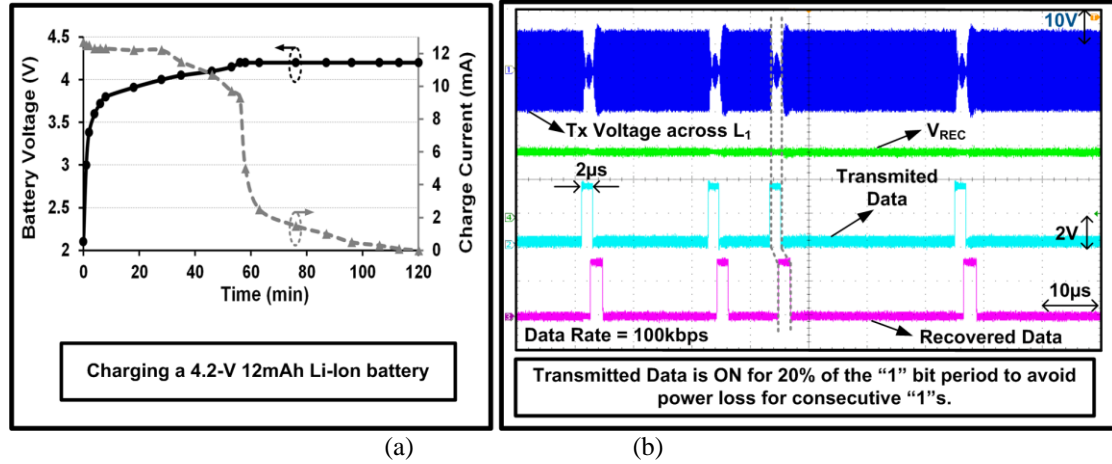 4.5
4
3.5
3
2.5
2
Battery Voltage (V)
12
10
8
6
4
2
0
Charge Current (mA)
0 20 40 60 80 100 120
Time (min)
Charging a 4.2-V 12mAh Li-Ion battery
(a)
10V
Tx Voltage across L1
VREC
2µs
Transmited
Data
2V
10µs
Data Rate = 100kbps
Recovered Data
Transmitted Data is ON for 20% of the “1” bit period to avoid
power loss for consecutive “1”s.
(b)